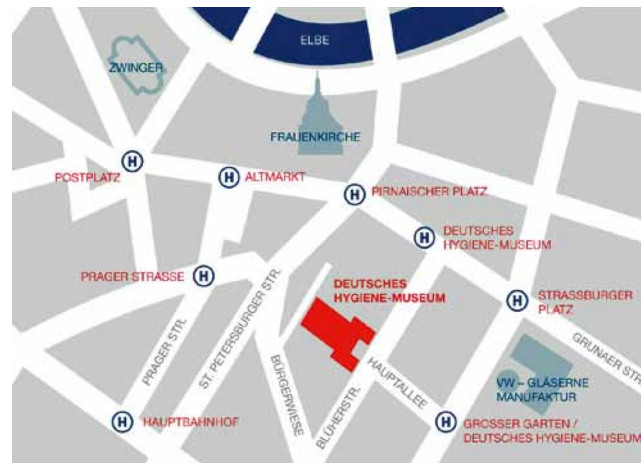 ELBE
ZWINGER
FRAUENKIRCHE
H
POSTPLATZ
H
ALTMARKT
H
PIRNAISCHER PLATZ
H
DEUTSCHES
HYGIENE-MUSEUM
PRAGER STRASSE
H
DEUTSCHES
HYGIENE-MUSEUM
H
STRASSBURGER
PLATZ
PRAGER STR.
ST. PETERSBURGER STR.
BÜRGERWIESE
BLÜHERSTR.
HAUPTALLEE
GRUNAER STR.
VW – GLÄSERNE
MANUFAKTUR
H
HAUPTBAHNHOF
H
GROSSER GARTEN /
DEUTSCHES HYGIENE-MUSEUM